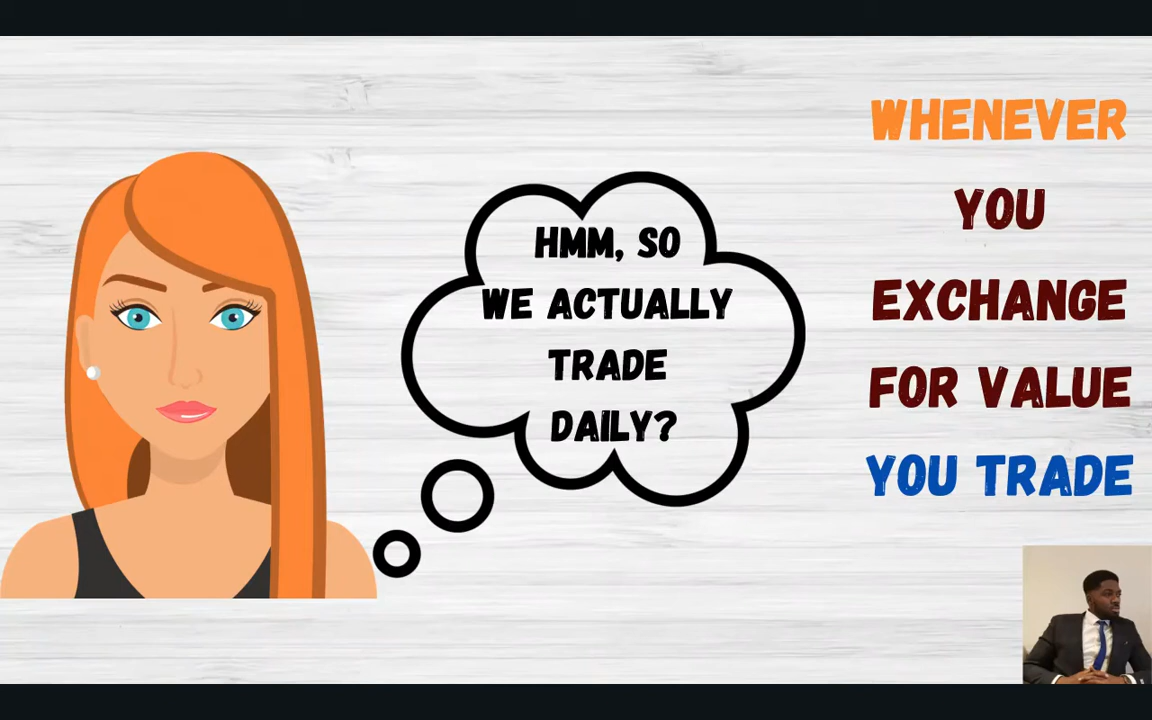 HMM, SO
WE ACTUALLY
TRADE
DAILY?
WHENEVER
YOU
EXCHANGE
FOR VALUE
YOU TRADE